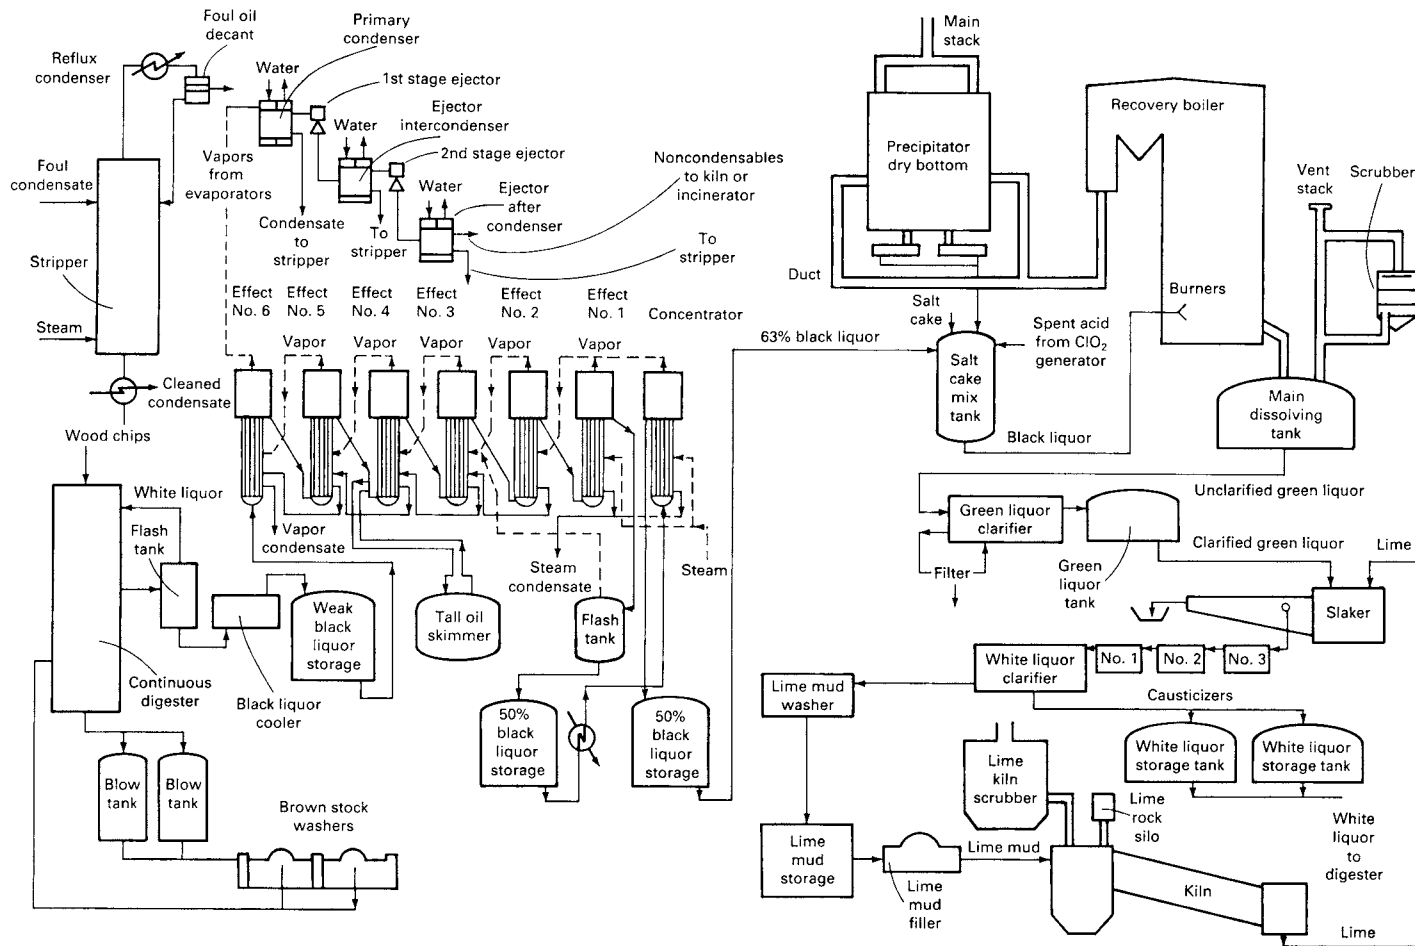 Foul oil
decant
Primary
condenser
Reflux
condenser
Water
1st stage ejector
Ejector
intercondenser
Water
2nd stage ejector
Foul
condensate
Vapors
from
evaporators
Water
Ejector
after
condenser
Noncondensables
to kiln or
incinerator
Condensate
to
stripper
To
stripper
To
stripper
Stripper
Steam
Effect
No. 6
Effect
No. 5
Effect
No. 4
Effect
No. 3
Effect
No. 2
Effect
No. 1
Concentrator
Vapor
Vapor
Vapor
Vapor
Vapor
Cleaned
condensate
Wood chips
White liquor
Flash
tank
Vapor
condensate
Steam
condensate
Steam
Weak
black
liquor
storage
Tall oil
skimmer
Flash
tank
Continuous
digester
Black liquor
cooler
50%
black
liquor
storage
50%
black
liquor
storage
Blow
tank
Blow
tank
Brown stock
washers
Main
stack
Precipitator
dry bottom
Recovery boiler
Vent
stack
Scrubber
Duct
Burners
Salt
cake
63% black liquor
Spent acid
from ClO2
generator
Salt
cake
mix
tank
Main
dissolving
tank
Black liquor
Unclarified green liquor
Green liquor
clarifier
Clarified green liquor
Lime
Filter
Green
liquor
tank
Slaker
White liquor
clarifier
No. 1
No. 2
No. 3
Lime mud
washer
Causticizers
White liquor
storage tank
White liquor
storage tank
Lime
kiln
scrubber
Lime
rock
silo
White
liquor to
digester
Lime
mud
storage
Lime mud
Lime
mud
filler
Kiln
Lime